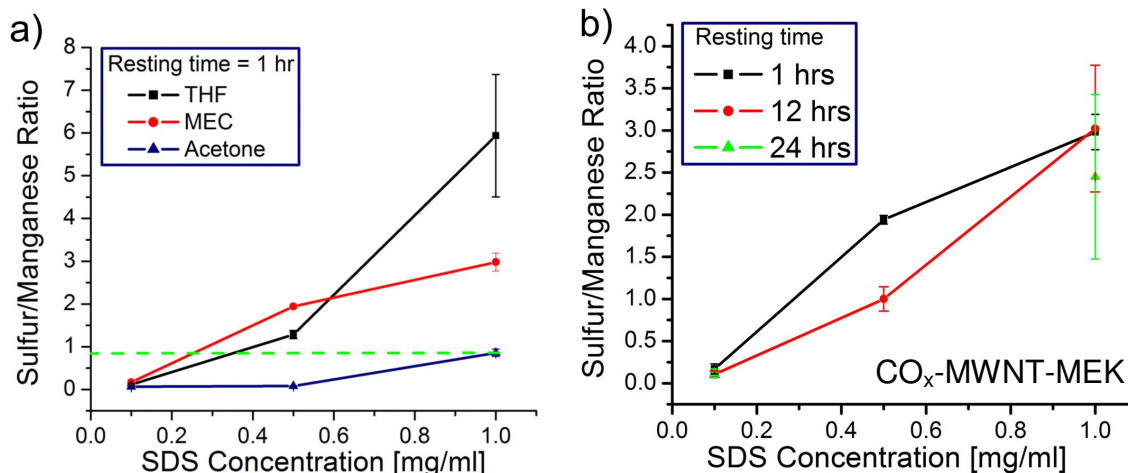 a)
Sulfur/Manganese Ratio
8
7
6
5
4
3
2
1
0
Resting time = 1 hr
THF
MEC
Acetone
0.0 0.2 0.4 0.6 0.8 1.0
SDS Concentration [mg/ml]
b)
Sulfur/Manganese Ratio
4.0
3.5
3.0
2.5
2.0
1.5
1.0
0.5
0.0
Resting time
1 hrs
12 hrs
24 hrs
COₓ-MWNT-MEK
0.0 0.2 0.4 0.6 0.8 1.0
SDS Concentration [mg/ml]